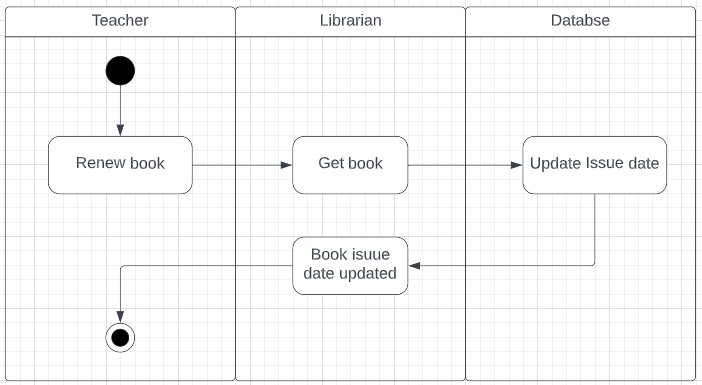 Teacher
Librarian
Databse
Renew book
Get book
Update Issue date
Book isuue
date updated